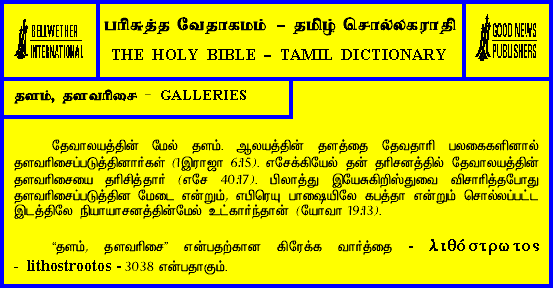 BELLWETHER
INTERNATIONAL
பரிசுத்த வேதாகமம் – தமிழ் சொல்லகராதி
THE HOLY BIBLE – TAMIL DICTIONARY
GOOD NEWS
PUBLISHERS
தளம், தளவரிசை – GALLERIES
தேவாலயத்தின் மேல் தளம். ஆலயத்தின் தளத்தை தேவதாரி பலகைகளினால்
தளவரிசைப்படுத்தினார்கள் (1இராஜா 6:15). எசேக்கியேல் தன் தரிசனத்தில் தேவாலயத்தின்
தளவரிசையை தரிசித்தார் (எசே 40:17). பிலாத்து இயேசுகிறிஸ்துவை விசாரித்தபோது
தளவரிசைப்படுத்தின மேடை என்றும், எபிரெயு பாஷையிலே கபத்தா என்றும் சொல்லப்பட்ட
இடத்திலே நியாயாசனத்தின்மேல் உட்கார்ந்தான் (யோவா 19:13).
"தளம், தளவரிசை" என்பதற்கான கிரேக்க வார்த்தை - λιθόστρωτος
- lithostrootos - 3038 என்பதாகும்.